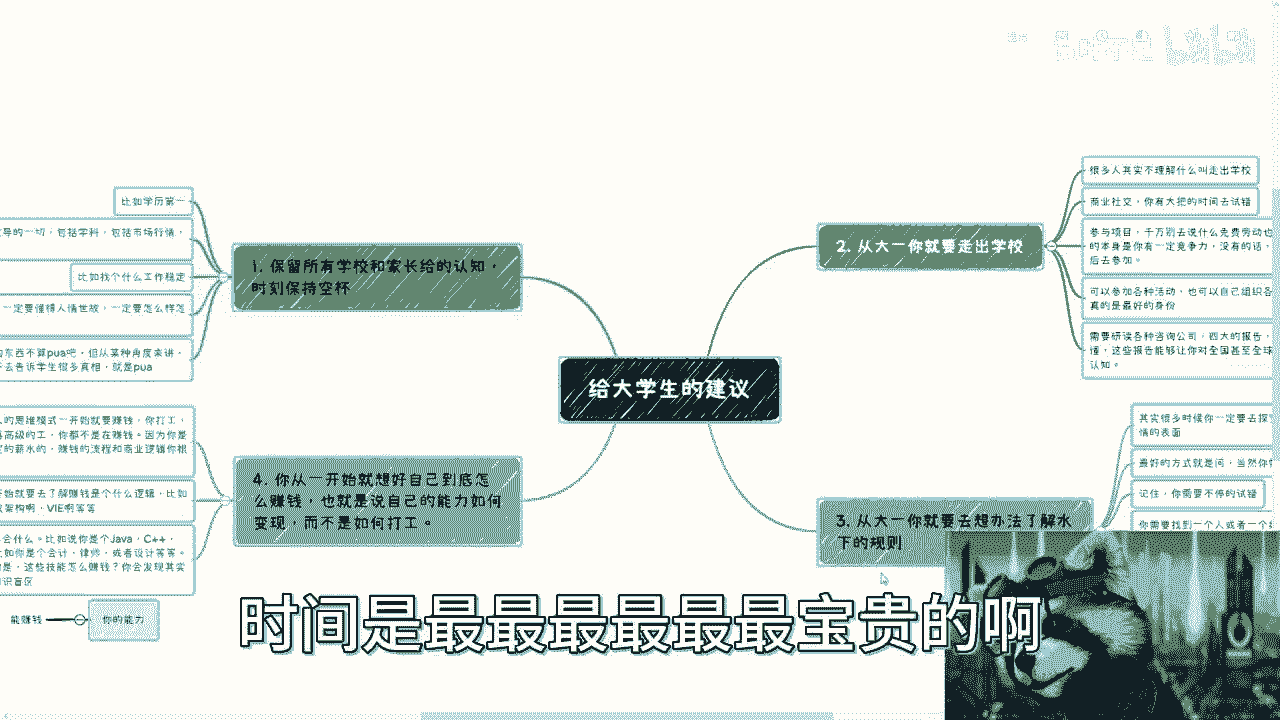 给大学生的建议
1. 保留所有学校和家长给的认知，
时刻保持空杯
比如学历第一
导的一切，包括学科，包括市场行情，
比如找个什么工作稳定
一定要懂得人情世故，一定要怎么样怎
东西不算pua吧，但从某种角度来讲，
不去告诉学生很多真相，就是pua
2. 从大一你就要走出学校
很多人其实不理解什么叫走出学校
商业社交，你有大把的时间去试错
参与项目，千万别去说什么免费劳动也
的本身是你有一定竞争力，没有的话，
后去参加。
可以参加各种活动，也可以自己组织各
真的是最好的身份
需要研读各种咨询公司，四大的报告，
懂，这些报告能够让你对全国甚至全球
认知。
3. 从大一你就要去想办法了解水
下的规则
其实很多时候你一定要去探
情的表面
最好的方式就是问，当然你
记住，你需要不停的试错
你需要找到一个人或者一个
4. 你从一开始就想好自己到底怎
么赚钱，也就是说自己的能力如何
变现，而不是如何打工。
的思维模式一开始就要赚钱，你打工，
高级的工，你都不是在赚钱。因为你是
的薪水的，赚钱的流程和商业逻辑你根
始就要去了解赚钱是个什么逻辑，比如
架构啊，VIE啊等等
会什么。比如说你是个Java，C++，
如你是个会计，律师，或者设计等等。
是，这些技能怎么赚钱？你会发现其实
识盲区
能赚钱
你的能力
时间是最最最最最最宝贵的啊